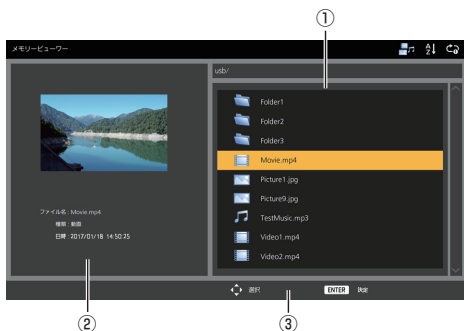 ①
メモリービューワー
usb/
Folder1
Folder2
Folder3
Movie.mp4
Picture1.jpg
Picture9.jpg
TestMusic.mp3
Video1.mp4
Video2.mp4
ファイル名 : Movie.mp4
種類 : 動画
日時 : 2017/01/18 14:50:25
選択
ENTER 決定
②
③